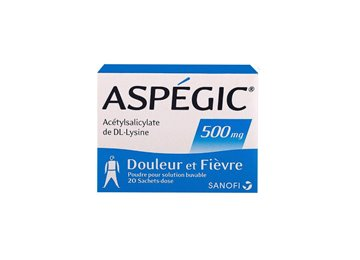 ASPÉGIC®
Acétylsalicylate
de DL-Lysine
500 mg
Douleur et Fièvre
Poudre pour solution buvable
20 Sachets-dose
SANOFI